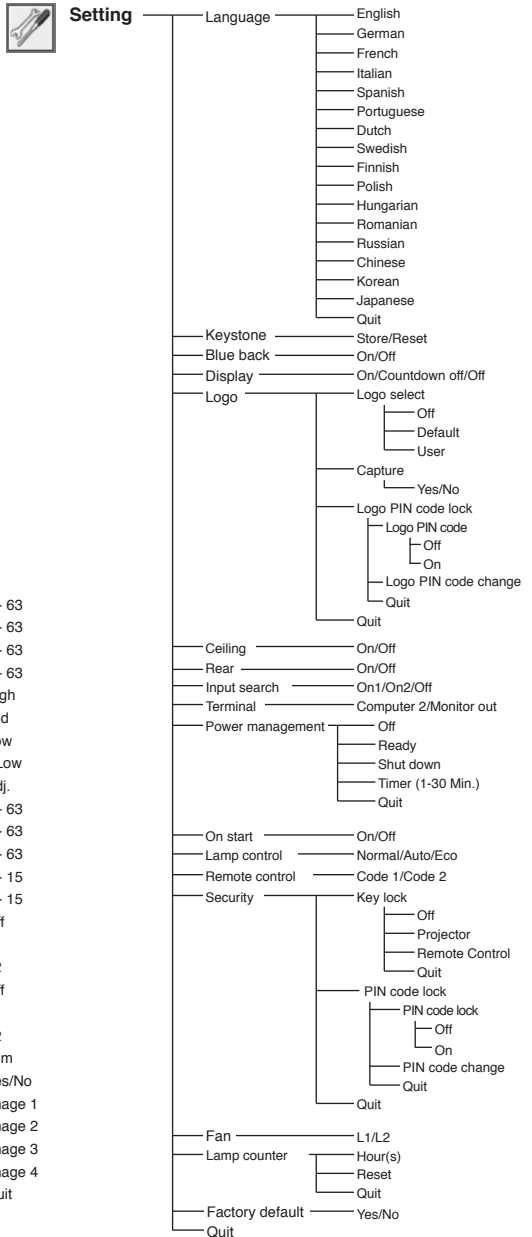 Setting
Language
English
German
French
Italian
Spanish
Portuguese
Dutch
Swedish
Finnish
Polish
Hungarian
Romanian
Russian
Chinese
Korean
Japanese
Quit
Keystone
Store/Reset
Blue back
On/Off
Display
On/Countdown off/Off
Logo
Logo select
Off
Default
User
Capture
Yes/No
Logo PIN code lock
Logo PIN code
Off
On
Logo PIN code change
Quit
Quit
Ceiling
On/Off
Rear
On/Off
Input search
On1/On2/Off
Terminal
Computer 2/Monitor out
Power management
Off
Ready
Shut down
Timer (1-30 Min.)
Quit
On start
On/Off
Lamp control
Normal/Auto/Eco
Remote control
Code 1/Code 2
Security
Key lock
Off
Projector
Remote Control
Quit
PIN code lock
PIN code lock
Off
On
PIN code change
Quit
Quit
Fan
L1/L2
Lamp counter
Hour(s)
Reset
Quit
Factory default
Yes/No
Quit
- 63
- 63
- 63
- 63
gh
d
ow
Low
dj.
- 63
- 63
- 63
- 15
- 15
ff
2
ff
2
m
es/No
age 1
age 2
age 3
age 4
uit